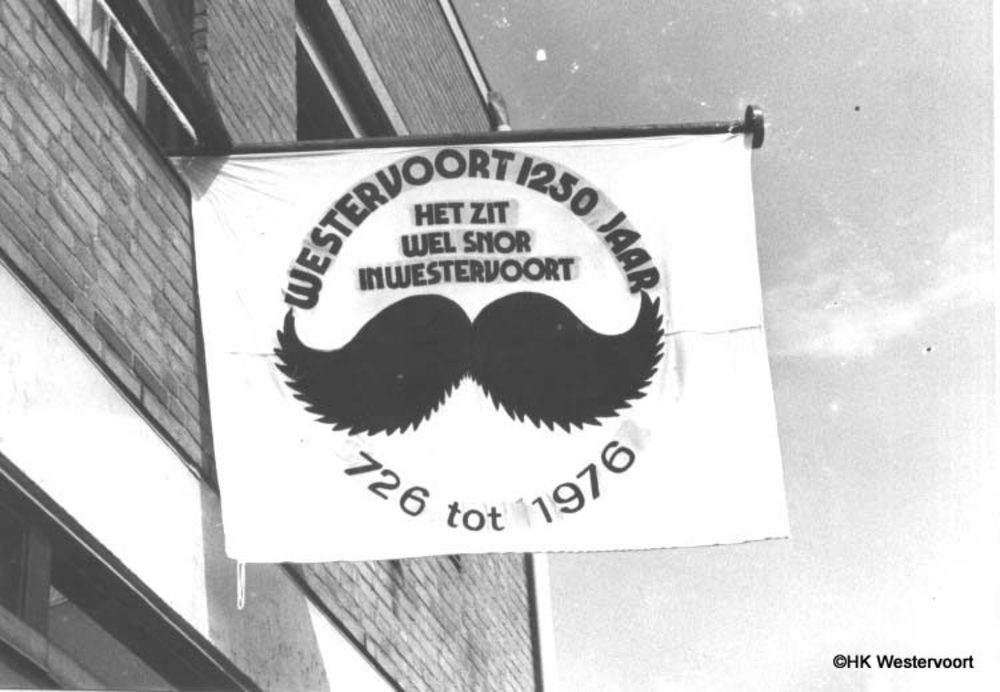 WESTERVOORT 1250 JAAR
HET ZIT
WEL SNOR
IN WESTERVOORT
726 tot 1976
©HK Westervoort